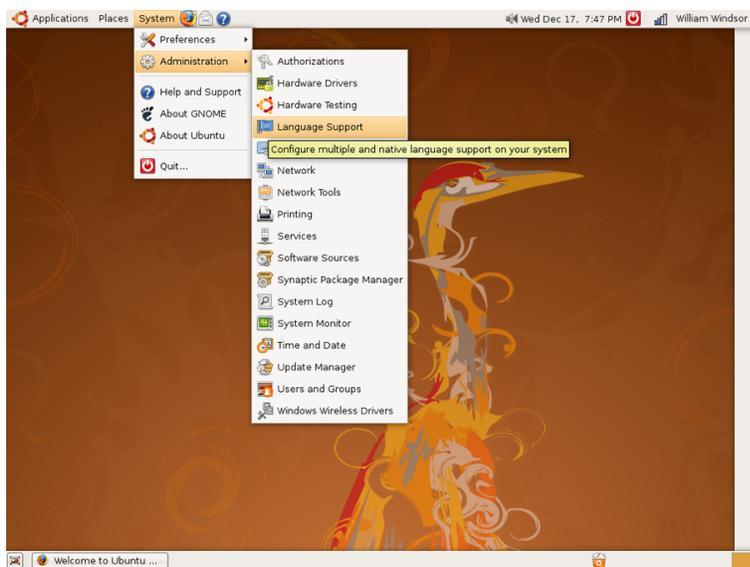 Applications Places System Wed Dec 17, 7:47 PM William Windsor
Preferences
Administration
Help and Support
About GNOME
About Ubuntu
Quit...
Authorizations
Hardware Drivers
Hardware Testing
Language Support
Configure multiple and native language support on your system
Network
Network Tools
Printing
Services
Software Sources
Synaptic Package Manager
System Log
System Monitor
Time and Date
Update Manager
Users and Groups
Windows Wireless Drivers
Welcome to Ubuntu ...